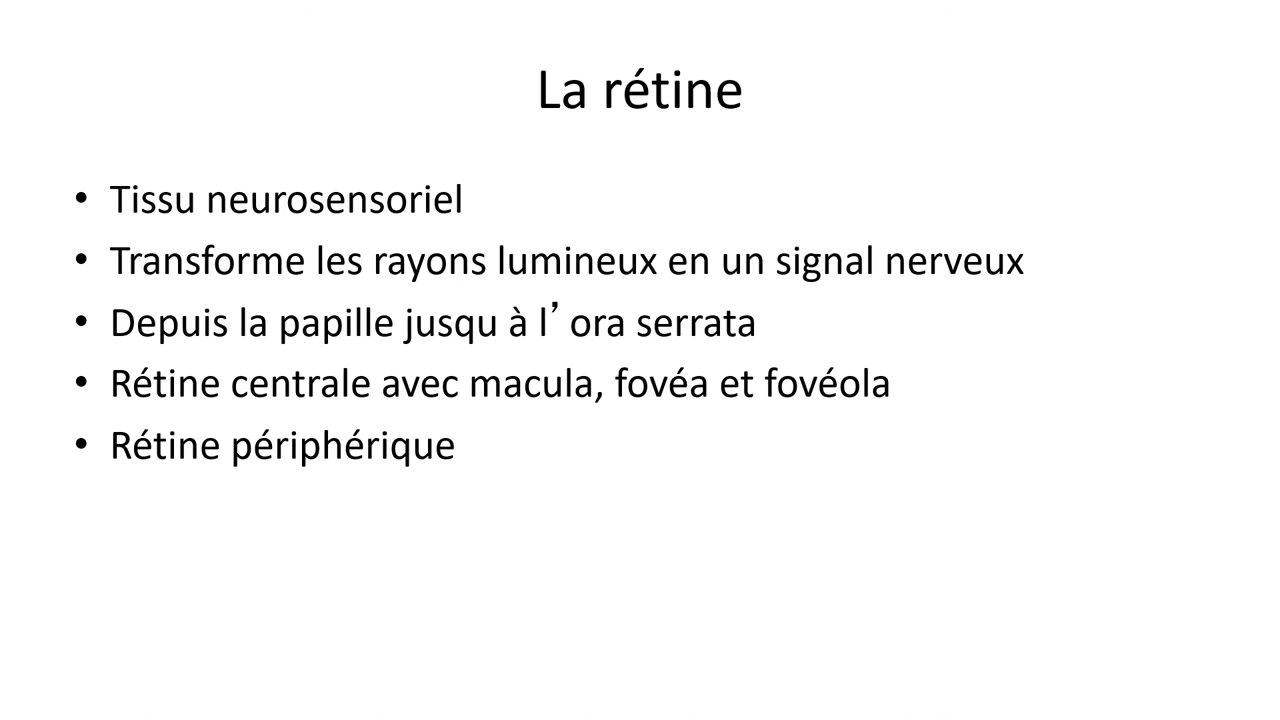 La rétine
• Tissu neurosensoriel
• Transforme les rayons lumineux en un signal nerveux
• Depuis la papille jusqu à l’ora serrata
• Rétine centrale avec macula, fovéa et fovéola
• Rétine périphérique